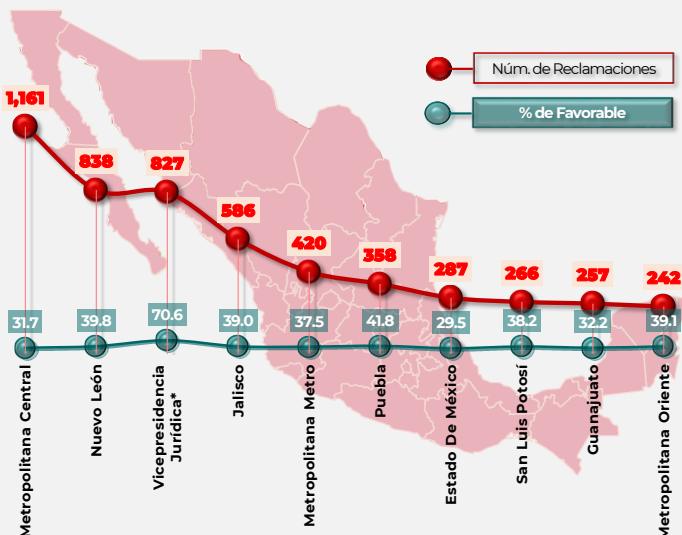 Núm. de Reclamaciones
% de Favorable
1,161
838
827
586
420
358
287
266
257
242
31.7
39.8
70.6
39.0
37.5
41.8
29.5
38.2
32.2
39.1
Metropolitana Central
Nuevo León
Vicepresidencia
Jurídica*
Jalisco
Metropolitana Metro
Puebla
Estado De México
San Luis Potosí
Guanajuato
Metropolitana Oriente